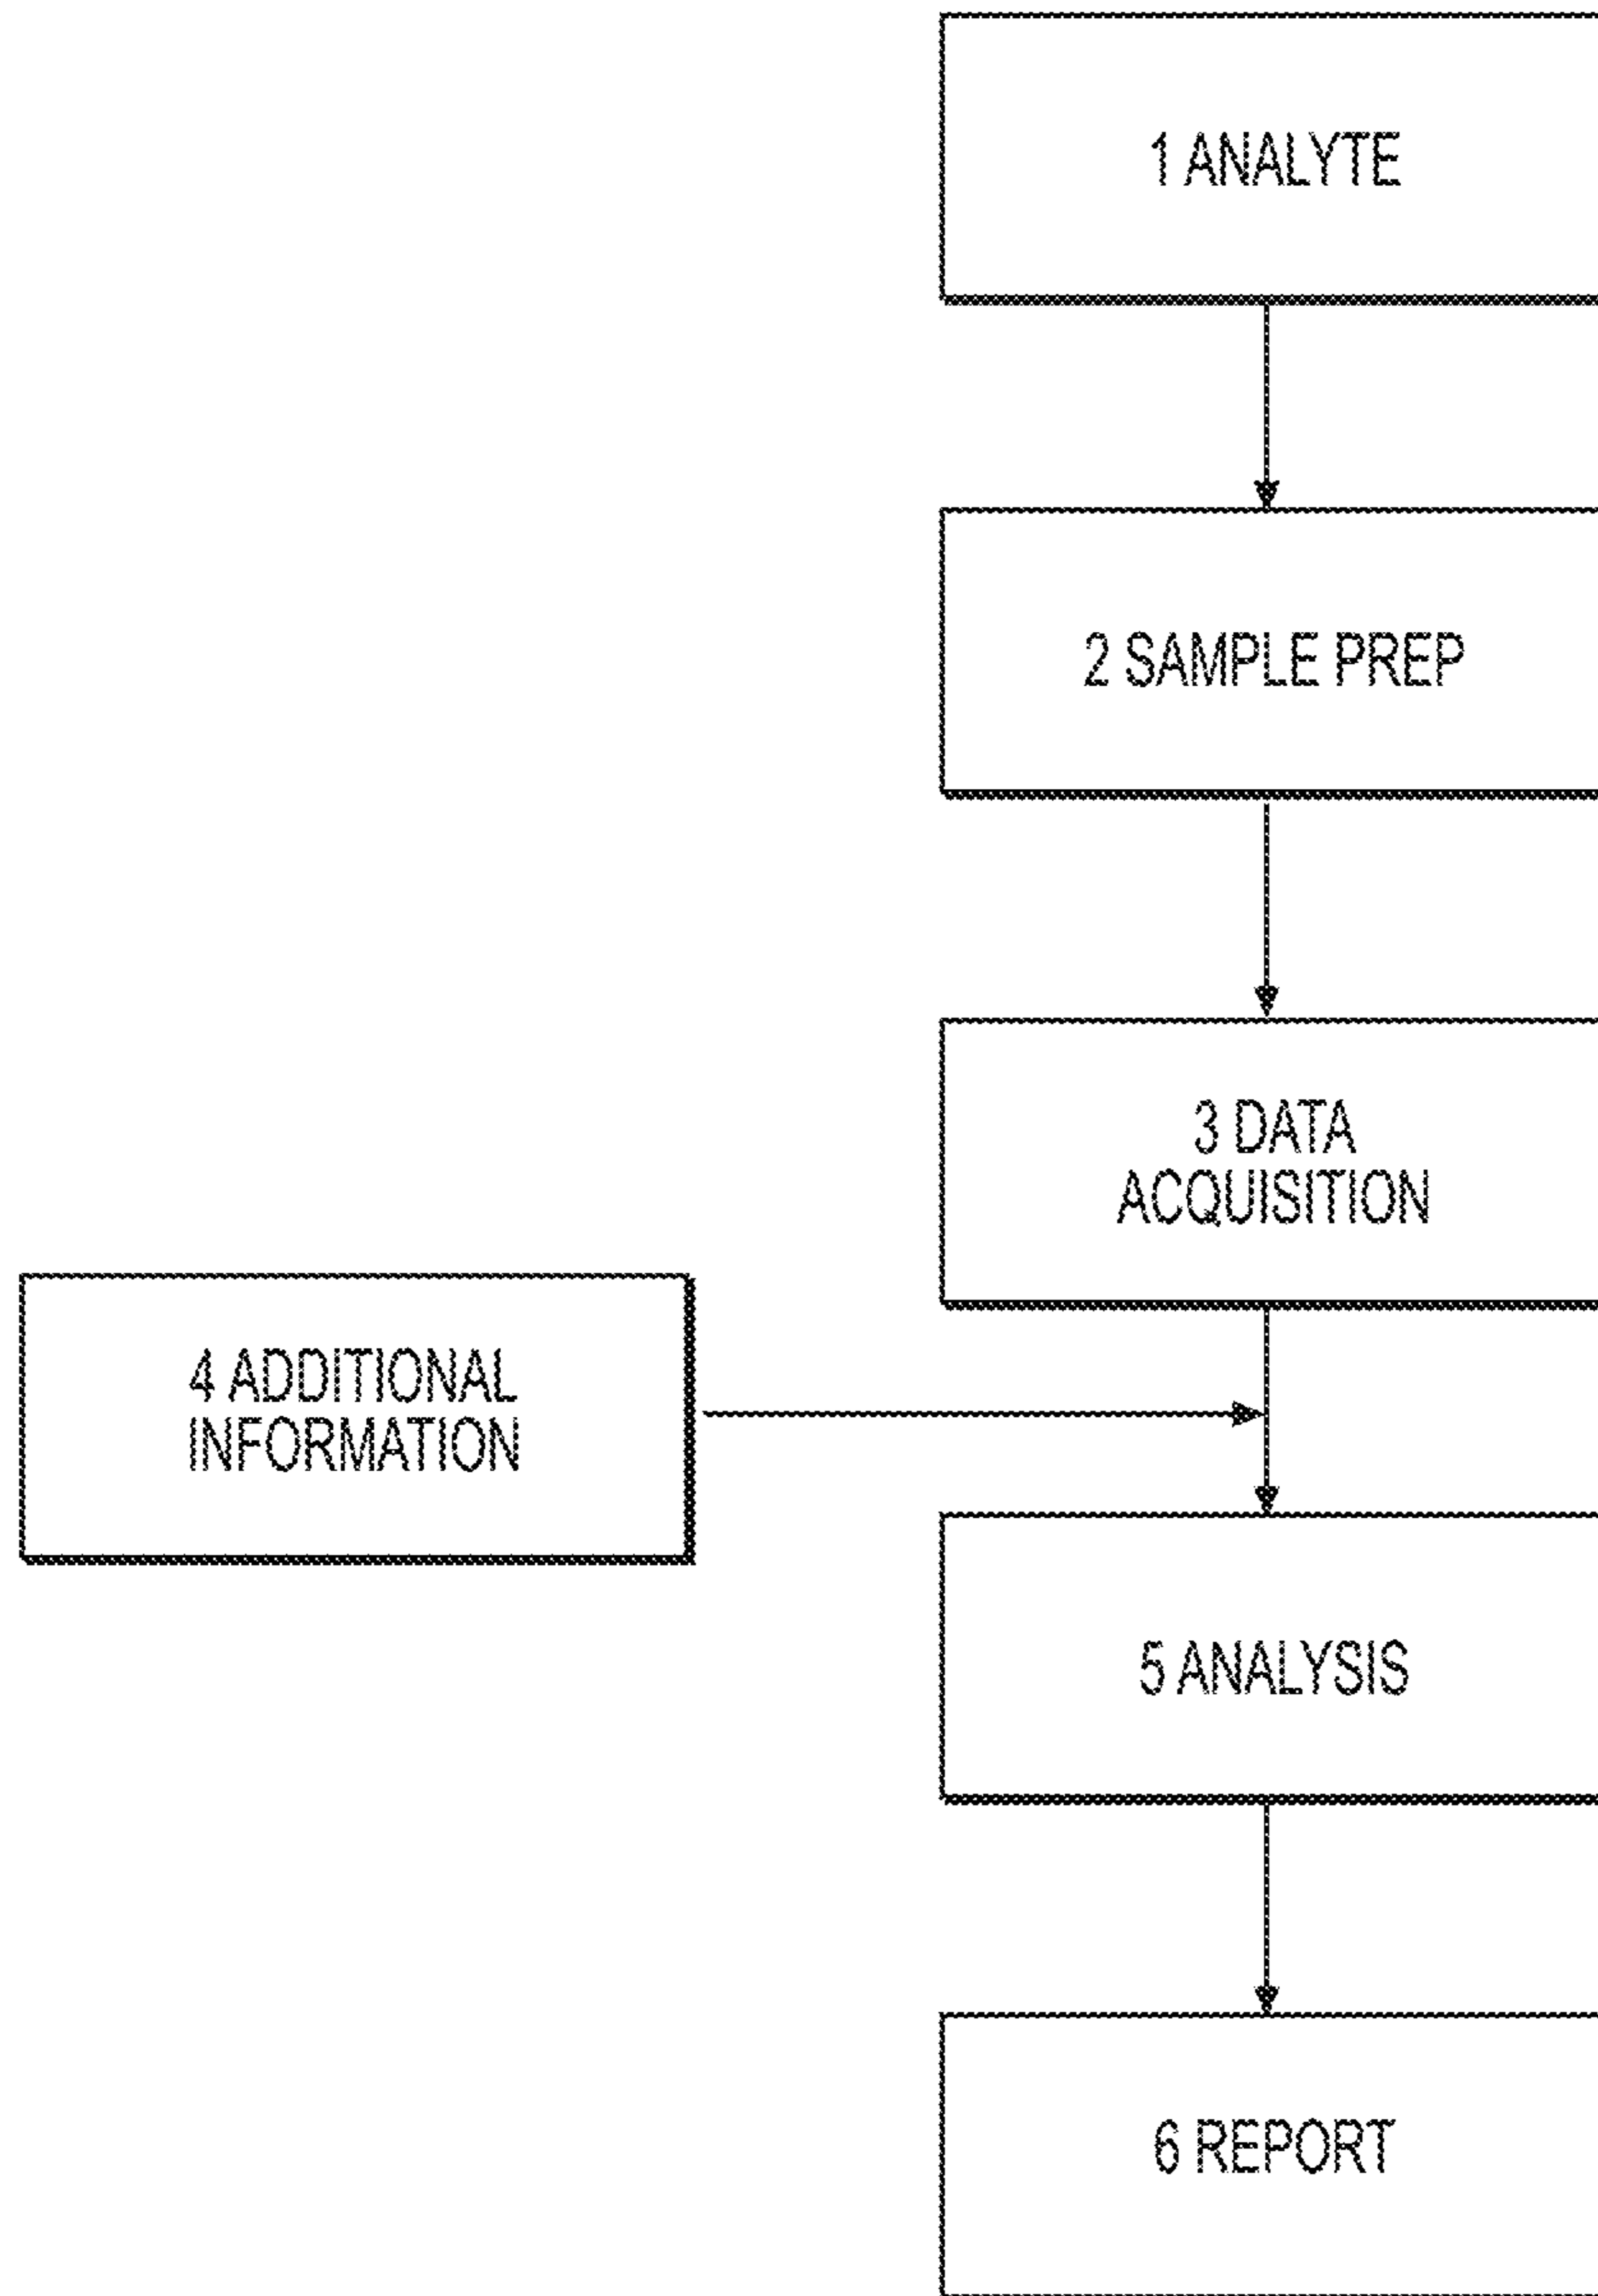 1 ANALYTE
2 SAMPLE PREP
3 DATA
ACQUISITION
4 ADDITIONAL
INFORMATION
5 ANALYSIS
6 REPORT